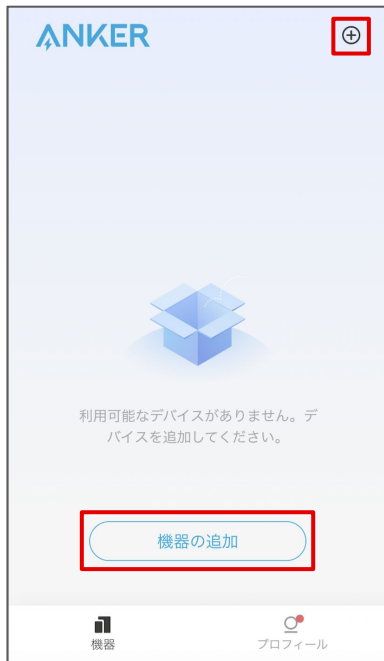 ANKER
利用可能なデバイスがありません。デ
バイスを追加してください。
機器の追加
機器
プロフィール